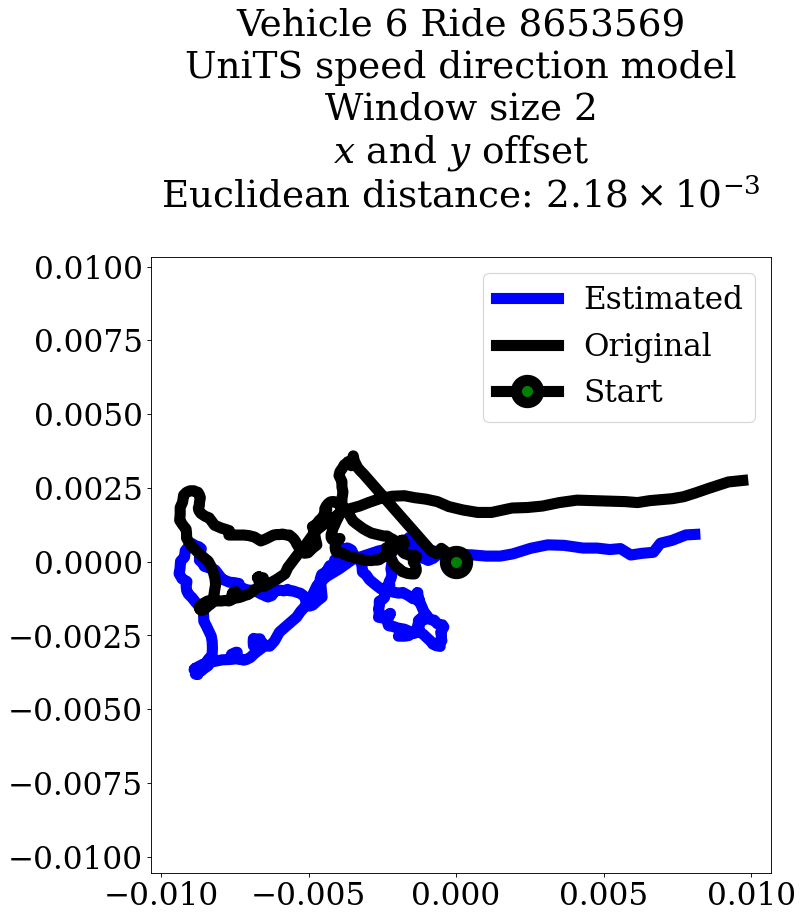 Vehicle 6 Ride 8653569
UniTS speed direction model
Window size 2
x and y offset
Euclidean distance: 2.18 × 10⁻³
Estimated
Original
Start
0.0100
0.0075
0.0050
0.0025
0.0000
−0.0025
−0.0050
−0.0075
−0.0100
−0.010
−0.005
0.000
0.005
0.010